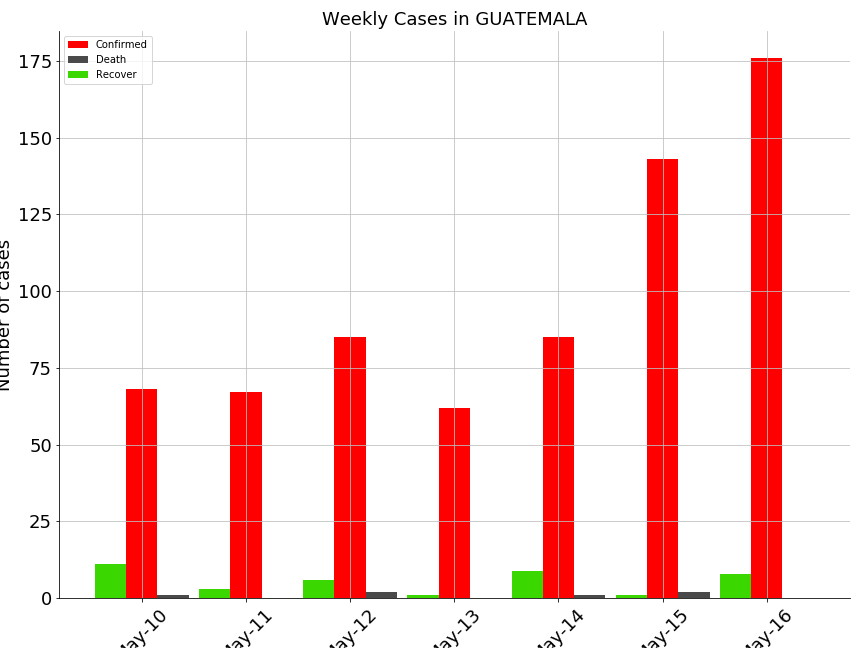 Weekly Cases in GUATEMALA
Confirmed
Death
Recover
175
150
125
100
75
50
25
0
Number of cases
May-10
May-11
May-12
May-13
May-14
May-15
May-16